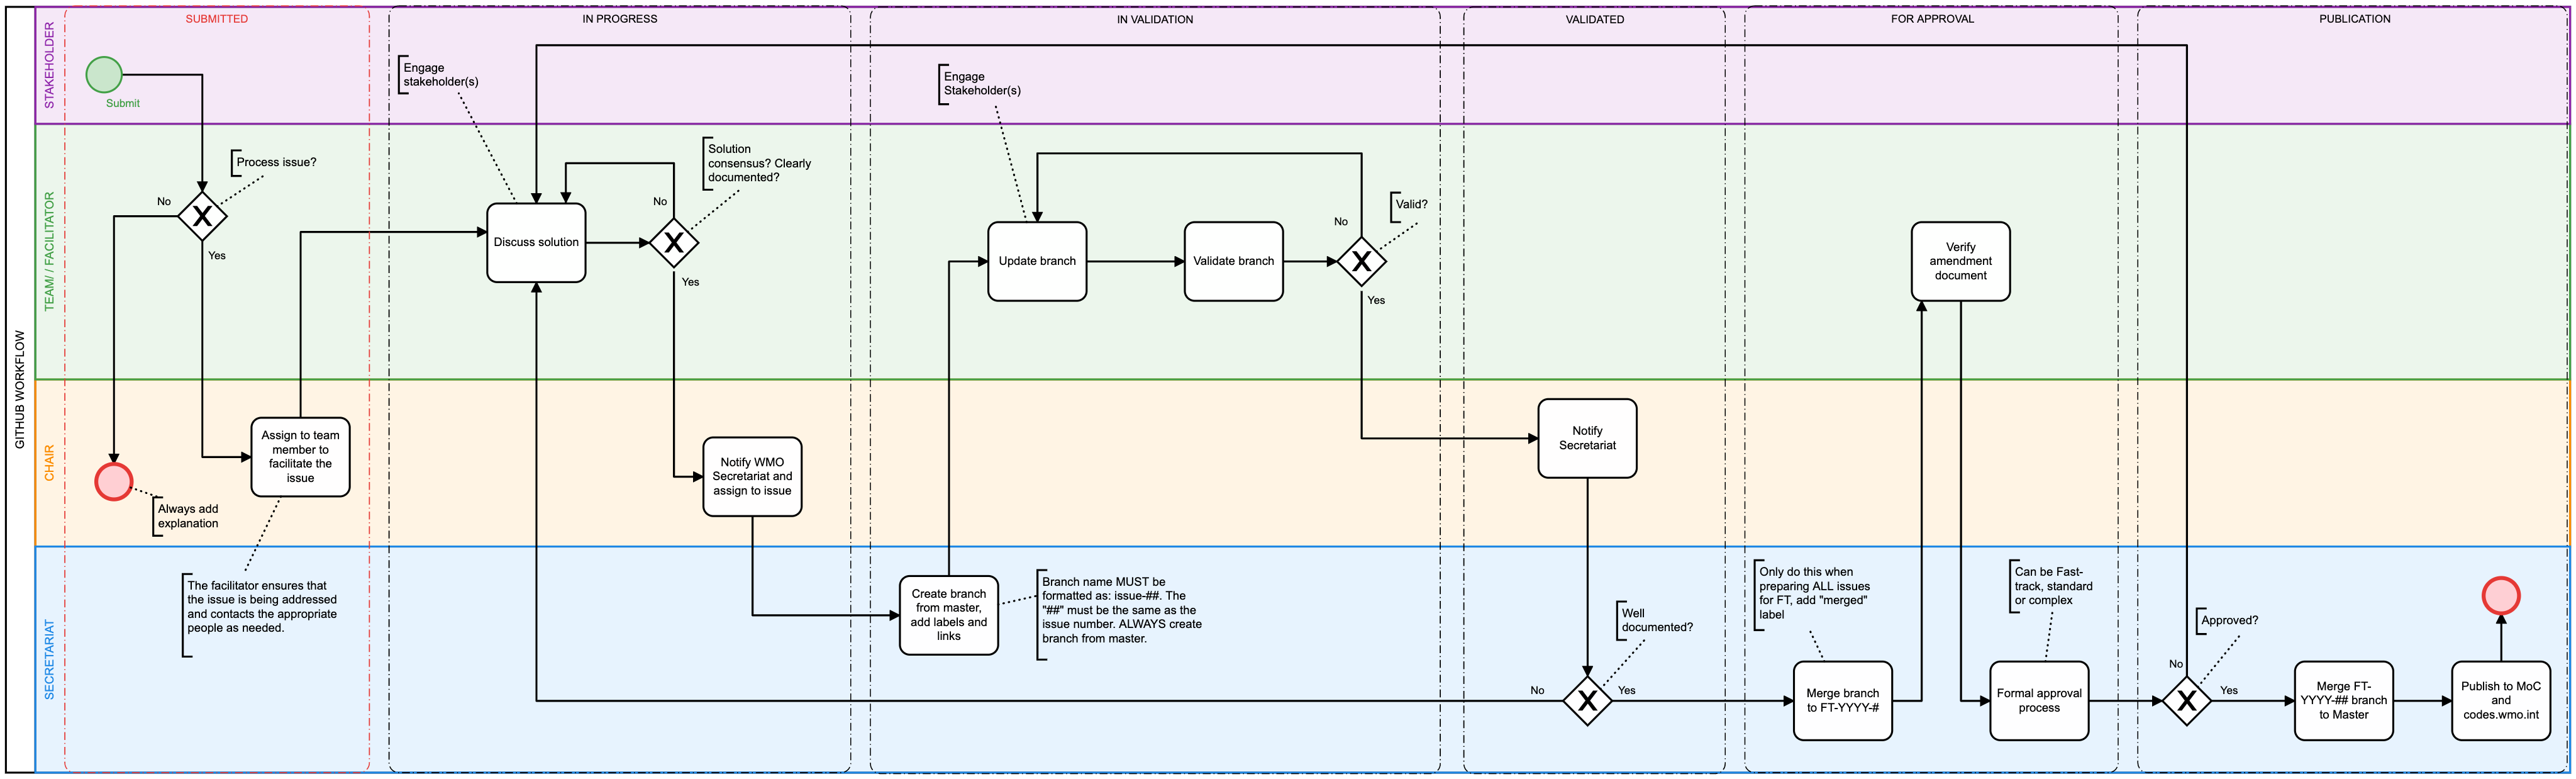 GITHUB WORKFLOW
STAKEHOLDER
TEAM/ / FACILITATOR
CHAIR
SECRETARIAT
SUBMITTED
IN PROGRESS
IN VALIDATION
VALIDATED
FOR APPROVAL
PUBLICATION
Submit
Process issue?
No
Yes
Always add
explanation
Assign to team
member to
facilitate the
issue
The facilitator ensures that
the issue is being addressed
and contacts the appropriate
people as needed.
Engage
stakeholder(s)
Discuss solution
Solution
consensus? Clearly
documented?
No
Yes
Notify WMO
Secretariat and
assign to issue
Engage
Stakeholder(s)
Create branch
from master,
add labels and
links
Branch name MUST be
formatted as: issue-##. The
"##" must be the same as the
issue number. ALWAYS create
branch from master.
Update branch
Validate branch
Valid?
No
Yes
Notify
Secretariat
Well
documented?
No
Yes
Only do this when
preparing ALL issues
for FT, add "merged"
label
Merge branch
to FT-YYYY-#
Verify
amendment
document
Can be Fast-
track, standard
or complex
Formal approval
process
Approved?
No
Yes
Merge FT-
YYYY-## branch
to Master
Publish to MoC
and
codes.wmo.int